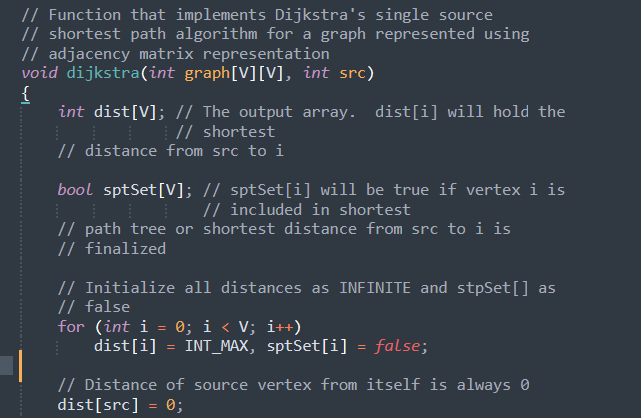 // Function that implements Dijkstra's single source
// shortest path algorithm for a graph represented using
// adjacency matrix representation
void dijkstra(int graph[V][V], int src)
{
    int dist[V]; // The output array.  dist[i] will hold the
                 // shortest
    // distance from src to i

    bool sptSet[V]; // sptSet[i] will be true if vertex i is
                    // included in shortest
    // path tree or shortest distance from src to i is
    // finalized

    // Initialize all distances as INFINITE and stpSet[] as
    // false
    for (int i = 0; i < V; i++)
        dist[i] = INT_MAX, sptSet[i] = false;

    // Distance of source vertex from itself is always 0
    dist[src] = 0;